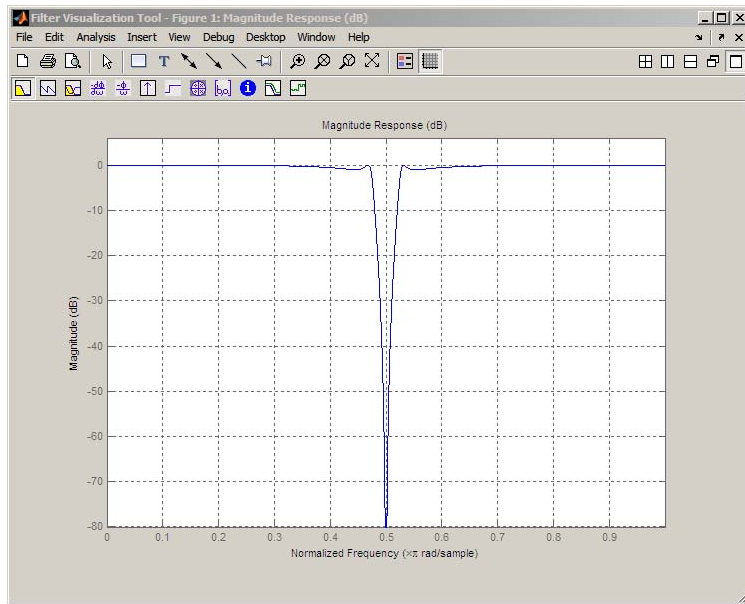 Filter Visualization Tool - Figure 1: Magnitude Response (dB)
File Edit Analysis Insert View Debug Desktop Window Help
T
[b,a]
i
Magnitude Response (dB)
0
-10
-20
-30
-40
-50
-60
-70
-80
Magnitude (dB)
0 0.1 0.2 0.3 0.4 0.5 0.6 0.7 0.8 0.9
Normalized Frequency (×π rad/sample)